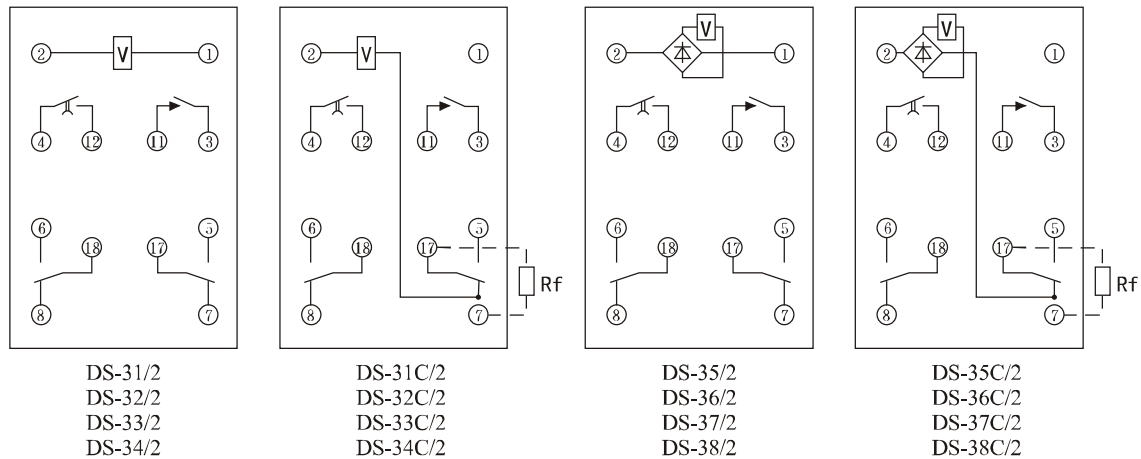 ② V ①
② V ①
② V ①
② V ①
④ ⑫ ⑪ ③
④ ⑫ ⑪ ③
④ ⑫ ⑪ ③
④ ⑫ ⑪ ③
⑥ ⑱ ⑰ ⑤
⑥ ⑱ ⑰ ⑤
⑥ ⑱ ⑰ ⑤
⑥ ⑱ ⑰ ⑤
Rf
Rf
⑧ ⑦
⑧ ⑦
⑧ ⑦
⑧ ⑦
DS-31/2
DS-32/2
DS-33/2
DS-34/2
DS-31C/2
DS-32C/2
DS-33C/2
DS-34C/2
DS-35/2
DS-36/2
DS-37/2
DS-38/2
DS-35C/2
DS-36C/2
DS-37C/2
DS-38C/2